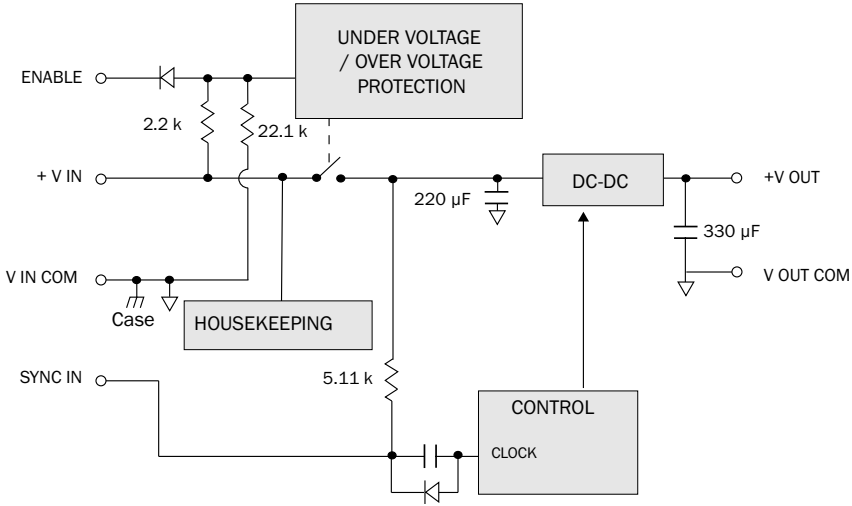 UNDER VOLTAGE
/ OVER VOLTAGE
PROTECTION
ENABLE
2.2 k
22.1 k
+ V IN
DC-DC
+V OUT
220 µF
330 µF
V IN COM
V OUT COM
Case
HOUSEKEEPING
SYNC IN
5.11 k
CONTROL
CLOCK